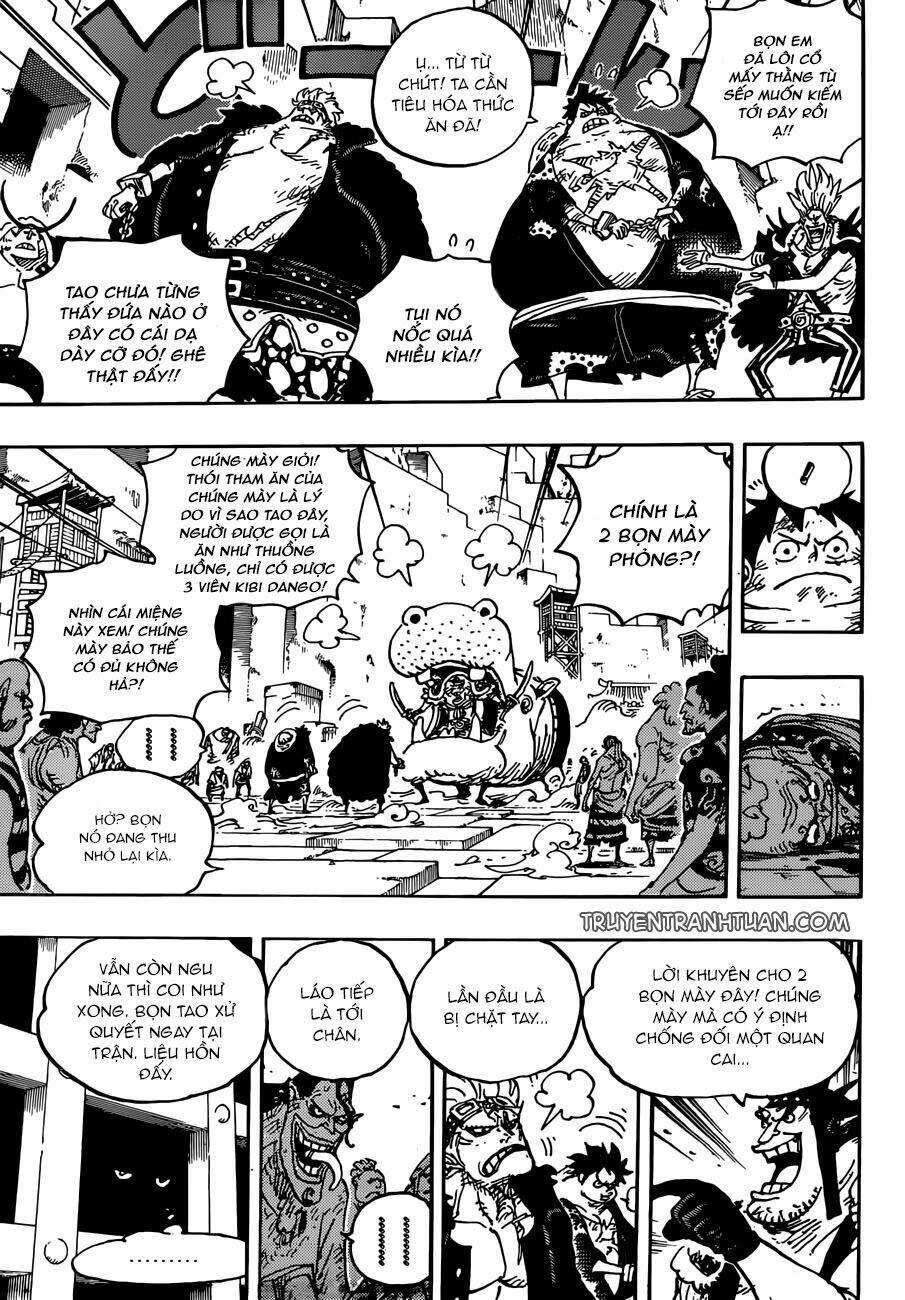 BỌN EM
ĐÃ LÔI CỔ
MẤY THẰNG TÙ
SẾP MUỐN KIẾM
TỚI ĐÂY RỒI
Ạ!!
Ụ... TỪ TỪ
CHÚT! TA CẦN
TIÊU HÓA THỨC
ĂN ĐÃ!
どーん
TỤI NÓ
NỐC QUÁ
NHIỀU KÌA!!
TAO CHƯA TỪNG
THẤY ĐỨA NÀO Ở
ĐÂY CÓ CÁI DẠ
DÀY CỠ ĐÓ! GHÊ
THẬT ĐẤY!!
!
CHÍNH LÀ
2 BỌN MÀY
PHỎNG?!
CHÚNG MÀY GIỎI!
THÓI THAM ĂN CỦA
CHÚNG MÀY LÀ LÝ
DO VÌ SAO TAO ĐÂY,
NGƯỜI ĐƯỢC GỌI LÀ
ĂN NHƯ THUỒNG
LUỒNG, CHỈ CÓ ĐƯỢC
3 VIÊN KIBI DANGO!
NHÌN CÁI MIỆNG
NÀY XEM! CHÚNG
MÀY BẢO THẾ
CÓ ĐỦ KHÔNG
HẢ?!
HỞ? BỌN
NÓ ĐANG THU
NHỎ LẠI KÌA.
TRUYENTRANHTUAN.COM
LỜI KHUYÊN CHO 2
BỌN MÀY ĐÂY! CHÚNG
MÀY MÀ CÓ Ý ĐỊNH
CHỐNG ĐỐI MỘT QUAN
CAI...
LẦN ĐẦU LÀ
BỊ CHẶT TAY...
LÁO TIẾP
LÀ TỚI
CHÂN.
VẪN CÒN NGU
NỮA THÌ COI NHƯ
XONG. BỌN TAO XỬ
QUYẾT NGAY TẠI
TRẬN. LIỆU HỒN
ĐẤY.
.........